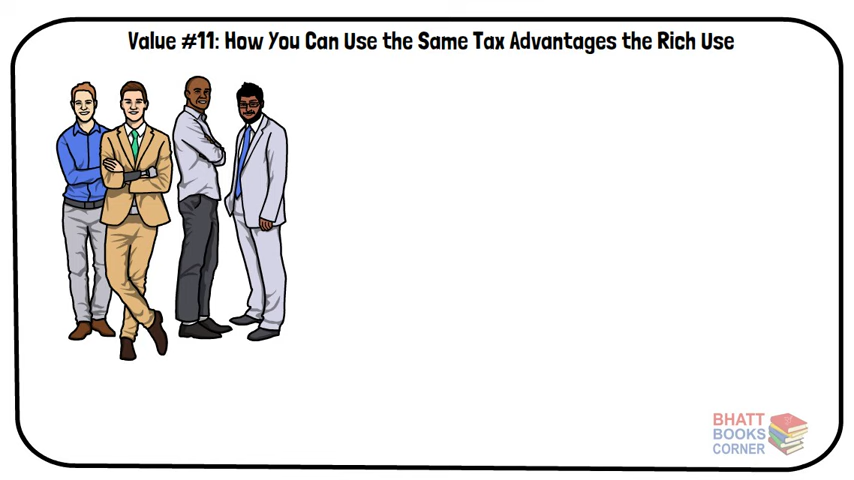 Value #11: How You Can Use the Same Tax Advantages the Rich Use
BHATT
BOOKS
CORNER